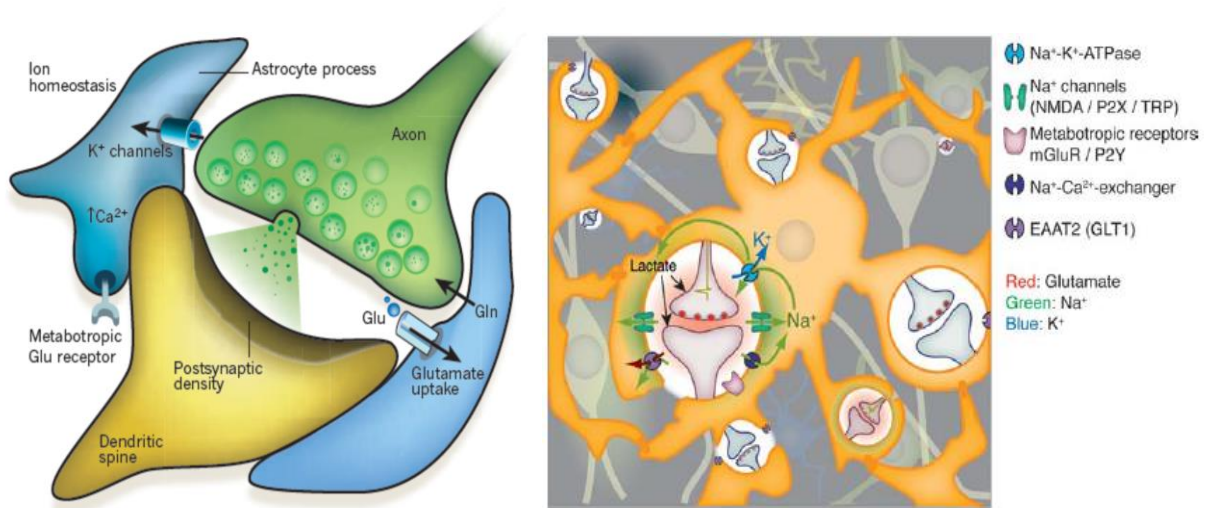 Ion
homeostasis
Astrocyte process
K⁺ channels
Axon
↑Ca²⁺
Metabotropic
Glu receptor
Postsynaptic
density
Glu
Gln
Glutamate
uptake
Dendritic
spine
K⁺
Lactate
Na⁺
Na⁺-K⁺-ATPase
Na⁺ channels
(NMDA / P2X / TRP)
Metabotropic receptors
mGluR / P2Y
Na⁺-Ca²⁺-exchanger
EAAT2 (GLT1)
Red: Glutamate
Green: Na⁺
Blue: K⁺